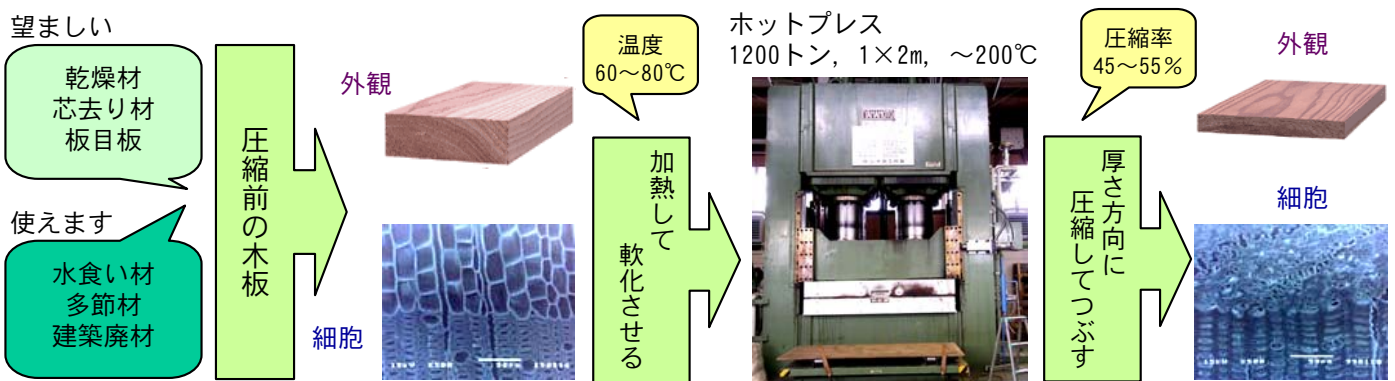 望ましい
乾燥材
芯去り材
板目板
使えます
水食い材
多節材
建築廃材
圧縮前の木板
外観
細胞
温度
60～80℃
加熱して
軟化させる
ホットプレス
1200トン, 1×2m, ～200℃
圧縮率
45～55％
厚さ方向に
圧縮してつぶす
外観
細胞